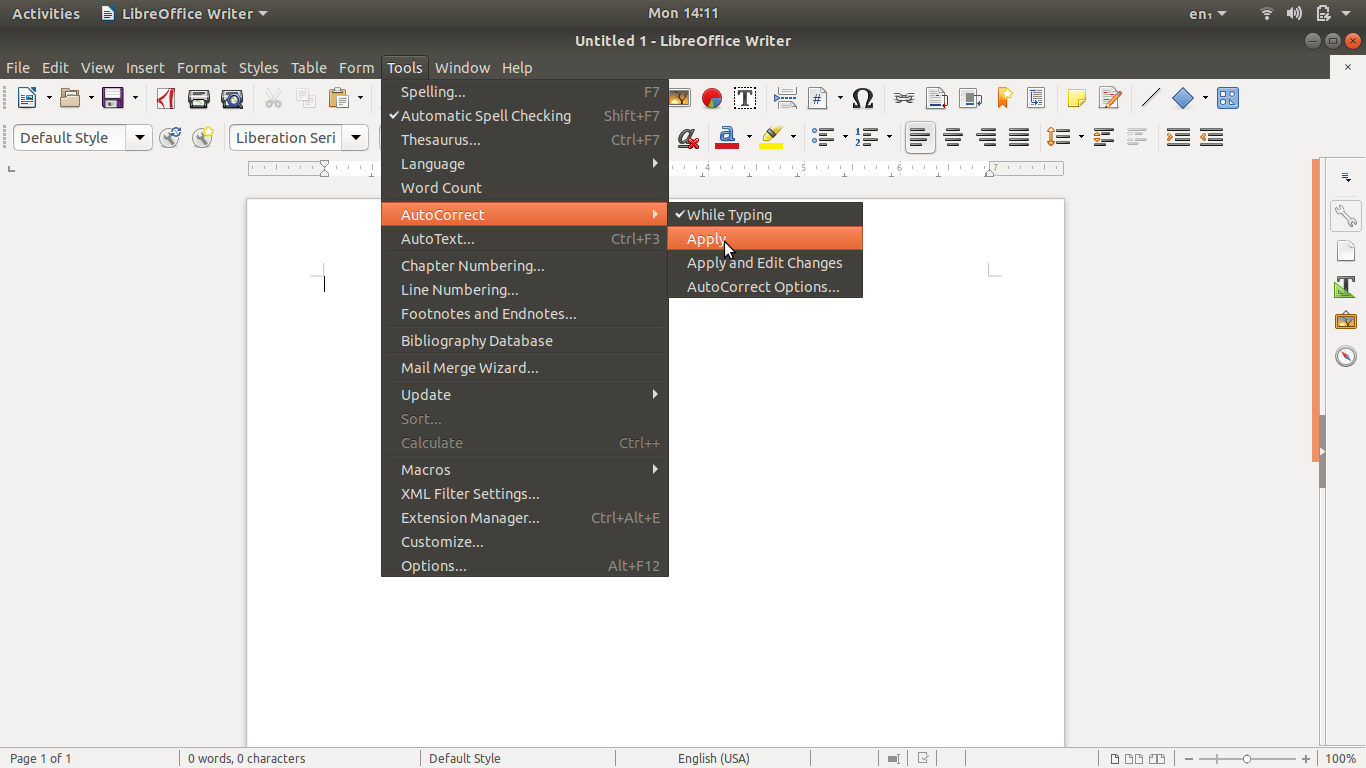 Activities LibreOffice Writer Mon 14:11 en₁
Untitled 1 - LibreOffice Writer
File Edit View Insert Format Styles Table Form Tools Window Help
Default Style Liberation Seri
4 5 6 7
Spelling... F7
Automatic Spell Checking Shift+F7
Thesaurus... Ctrl+F7
Language
Word Count
AutoCorrect
AutoText... Ctrl+F3
Chapter Numbering...
Line Numbering...
Footnotes and Endnotes...
Bibliography Database
Mail Merge Wizard...
Update
Sort...
Calculate Ctrl++
Macros
XML Filter Settings...
Extension Manager... Ctrl+Alt+E
Customize...
Options... Alt+F12
While Typing
Apply
Apply and Edit Changes
AutoCorrect Options...
Page 1 of 1 0 words, 0 characters Default Style English (USA) 100%